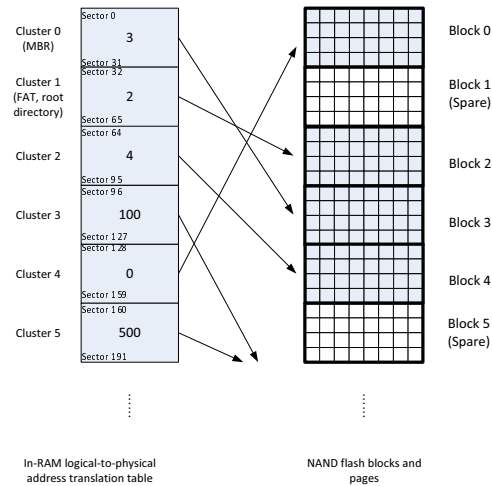 Cluster 0
(MBR)
Sector 0
3
Sector 31
Cluster 1
(FAT, root
directory)
Sector 32
2
Sector 65
Cluster 2
Sector 64
4
Sector 95
Cluster 3
Sector 96
100
Sector 127
Cluster 4
Sector 128
0
Sector 159
Cluster 5
Sector 160
500
Sector 191
Block 0
Block 1
(Spare)
Block 2
Block 3
Block 4
Block 5
(Spare)
In-RAM logical-to-physical
address translation table
NAND flash blocks and
pages